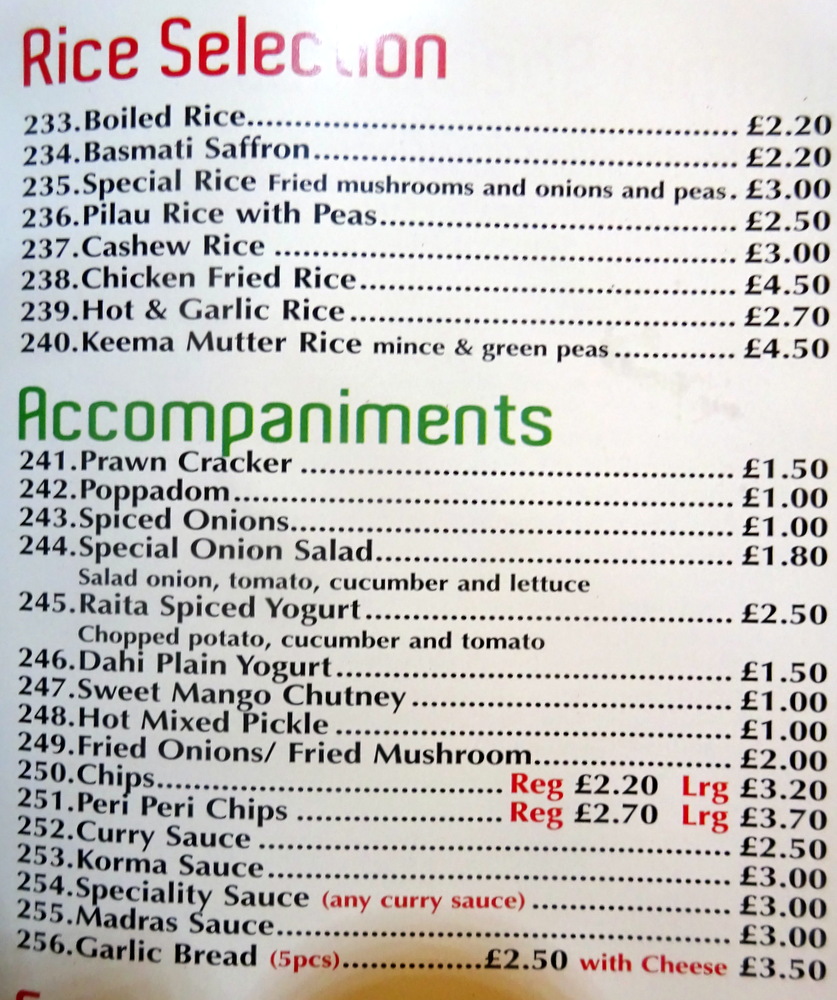 Rice Selection
233.Boiled Rice.......... £2.20
234.Basmati Saffron.......... £2.20
235.Special Rice Fried mushrooms and onions and peas. £3.00
236.Pilau Rice with Peas.......... £2.50
237.Cashew Rice .......... £3.00
238.Chicken Fried Rice.......... £4.50
239.Hot & Garlic Rice.......... £2.70
240.Keema Mutter Rice mince & green peas.......... £4.50
Accompaniments
241.Prawn Cracker .......... £1.50
242.Poppadom.......... £1.00
243.Spiced Onions.......... £1.00
244.Special Onion Salad.......... £1.80
Salad onion, tomato, cucumber and lettuce
245.Raita Spiced Yogurt.......... £2.50
Chopped potato, cucumber and tomato
246.Dahi Plain Yogurt.......... £1.50
247.Sweet Mango Chutney.......... £1.00
248.Hot Mixed Pickle .......... £1.00
249.Fried Onions/ Fried Mushroom.......... £2.00
250.Chips.......... Reg £2.20 Lrg £3.20
251.Peri Peri Chips .......... Reg £2.70 Lrg £3.70
252.Curry Sauce .......... £2.50
253.Korma Sauce.......... £3.00
254.Speciality Sauce (any curry sauce) .......... £3.00
255.Madras Sauce.......... £3.00
256.Garlic Bread (5pcs)..........£2.50 with Cheese £3.50